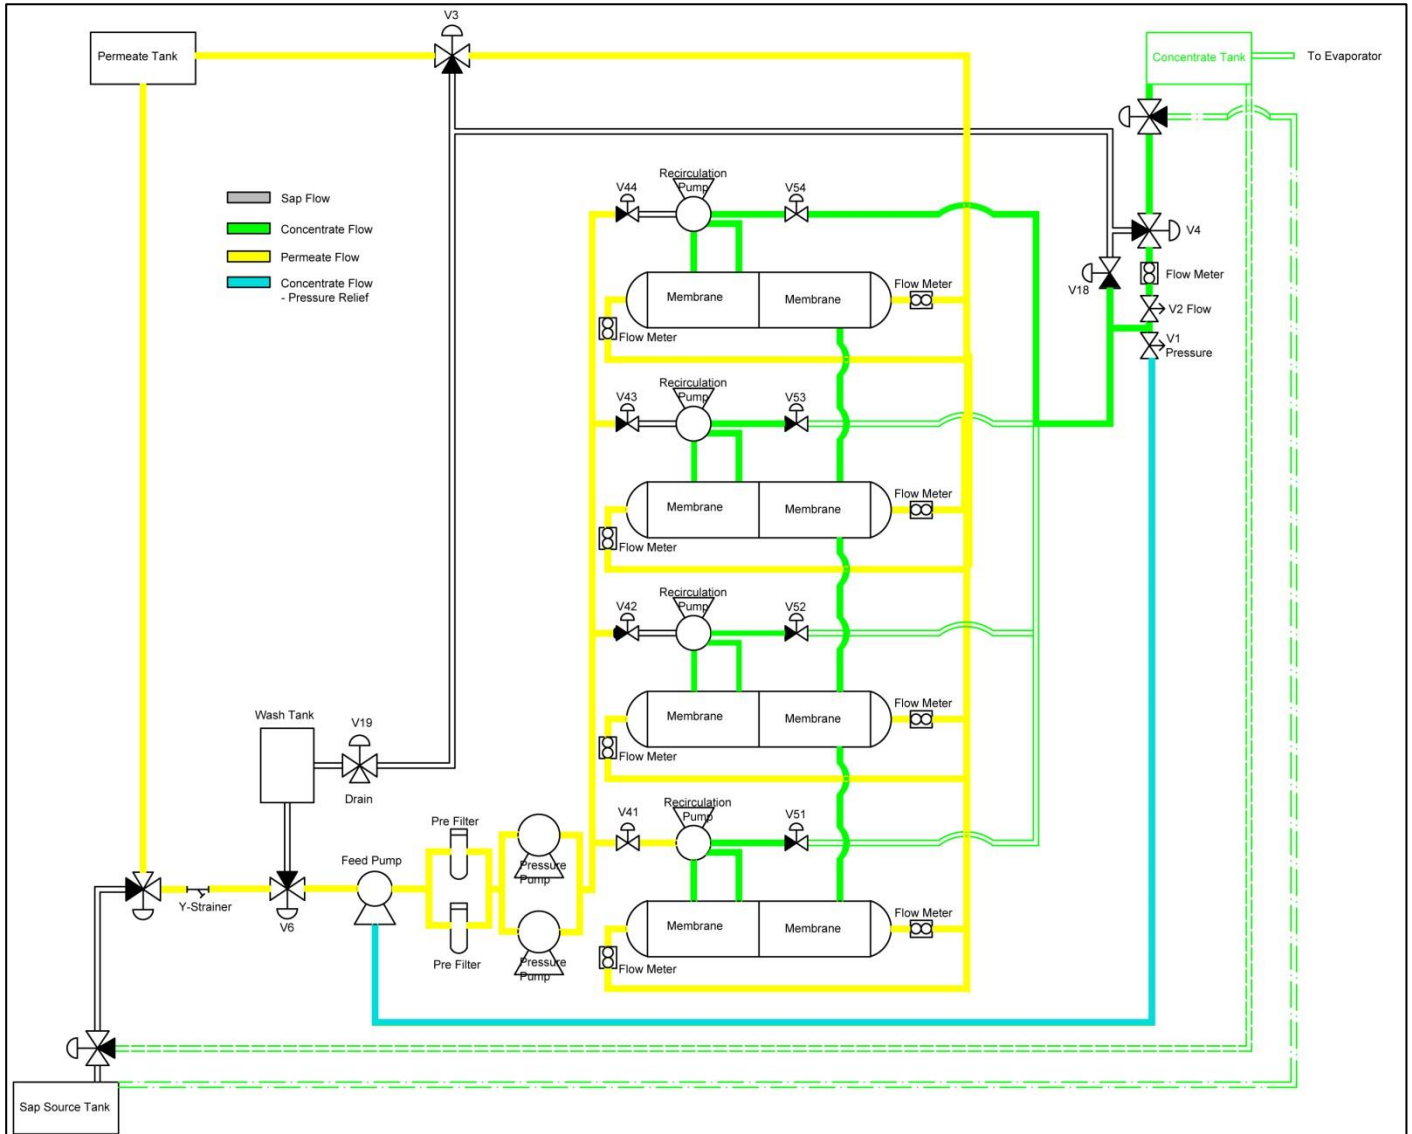 V3
Permeate Tank
Concentrate Tank
To Evaporator
Sap Flow
Concentrate Flow
Permeate Flow
Concentrate Flow
- Pressure Relief
V44
Recirculation
Pump
V54
V4
Flow Meter
V18
V2 Flow
V1
Pressure
Membrane
Membrane
Flow Meter
Flow Meter
V43
Recirculation
Pump
V53
Membrane
Membrane
Flow Meter
Flow Meter
V42
Recirculation
Pump
V52
Membrane
Membrane
Flow Meter
Flow Meter
Wash Tank
V19
Drain
V41
Recirculation
Pump
V51
Membrane
Membrane
Flow Meter
Flow Meter
Y-Strainer
V6
Feed Pump
Pre Filter
Pre Filter
Pressure
Pump
Pressure
Pump
Sap Source Tank